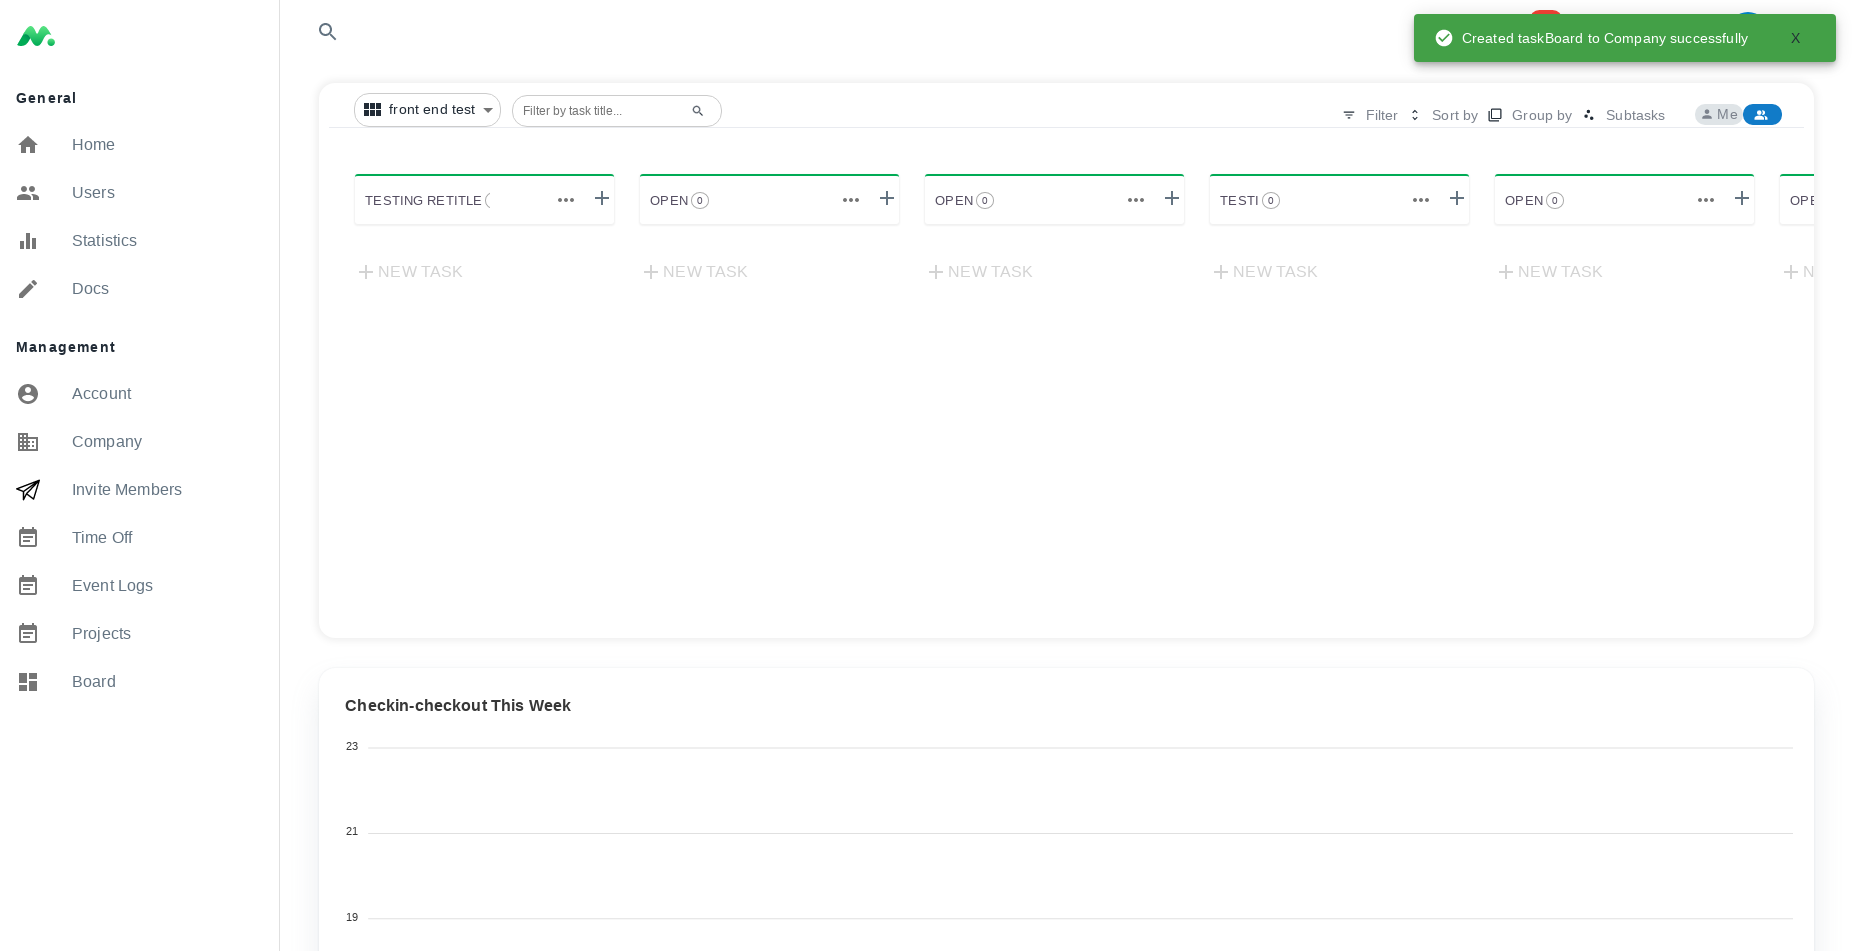 Created taskBoard to Company successfully X
General
Home
Users
Statistics
Docs
Management
Account
Company
Invite Members
Time Off
Event Logs
Projects
Board
front end test
Filter by task title...
Filter
Sort by
Group by
Subtasks
Me
TESTING RETITLE
OPEN 0
OPEN 0
TESTI 0
OPEN 0
NEW TASK
NEW TASK
NEW TASK
NEW TASK
NEW TASK
Checkin-checkout This Week
23
21
19